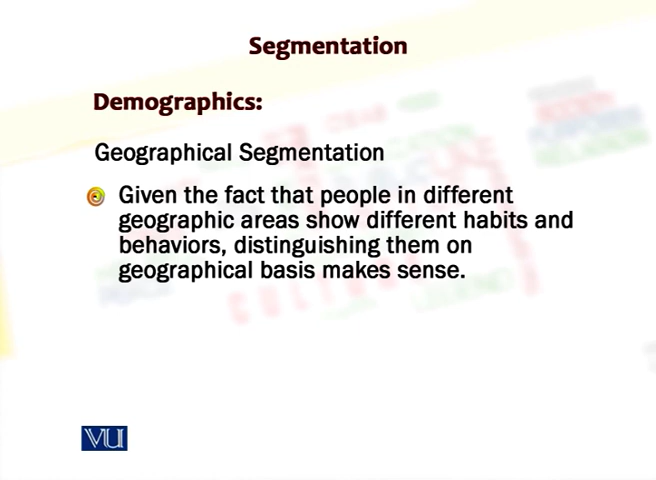 Segmentation
Demographics:
Geographical Segmentation
Given the fact that people in different
geographic areas show different habits and
behaviors, distinguishing them on
geographical basis makes sense.
VU